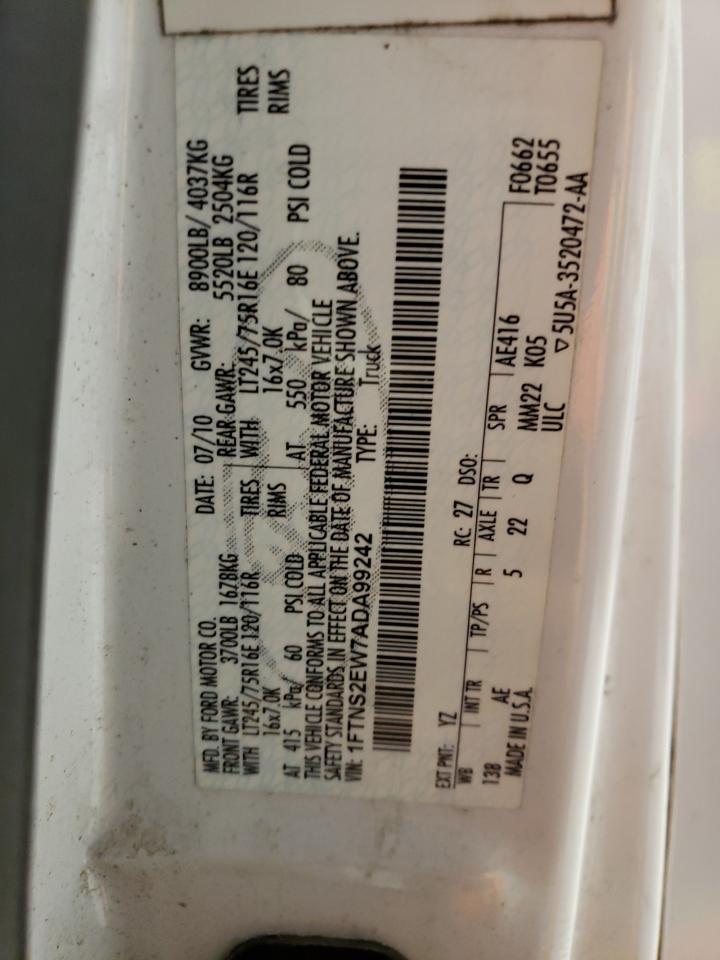 MFD. BY FORD MOTOR CO. DATE: 07/10 GVWR: 8900LB/ 4037KG
FRONT GAWR: 3700LB 1678KG REAR GAWR: 5520LB 2504KG
WITH LT245/75R16E 120/116R TIRES WITH LT245/75R16E 120/116R TIRES
16x7.0K RIMS 16x7.0K RIMS
AT 415 kPa/ 60 PSI COLD AT 550 kPa/ 80 PSI COLD
THIS VEHICLE CONFORMS TO ALL APPLICABLE FEDERAL MOTOR VEHICLE
SAFETY STANDARDS IN EFFECT ON THE DATE OF MANUFACTURE SHOWN ABOVE.
VIN: 1FTNS2EW7ADA99242 TYPE: Truck
EXT PNT: YZ RC: 27 DSO:
WB INT TR TP/PS R AXLE TR SPR AE416 F0662
138 AE 5 22 Q MM22 K05 T0655
MADE IN U.S.A. ULC
▽5U5A-3520472-AA